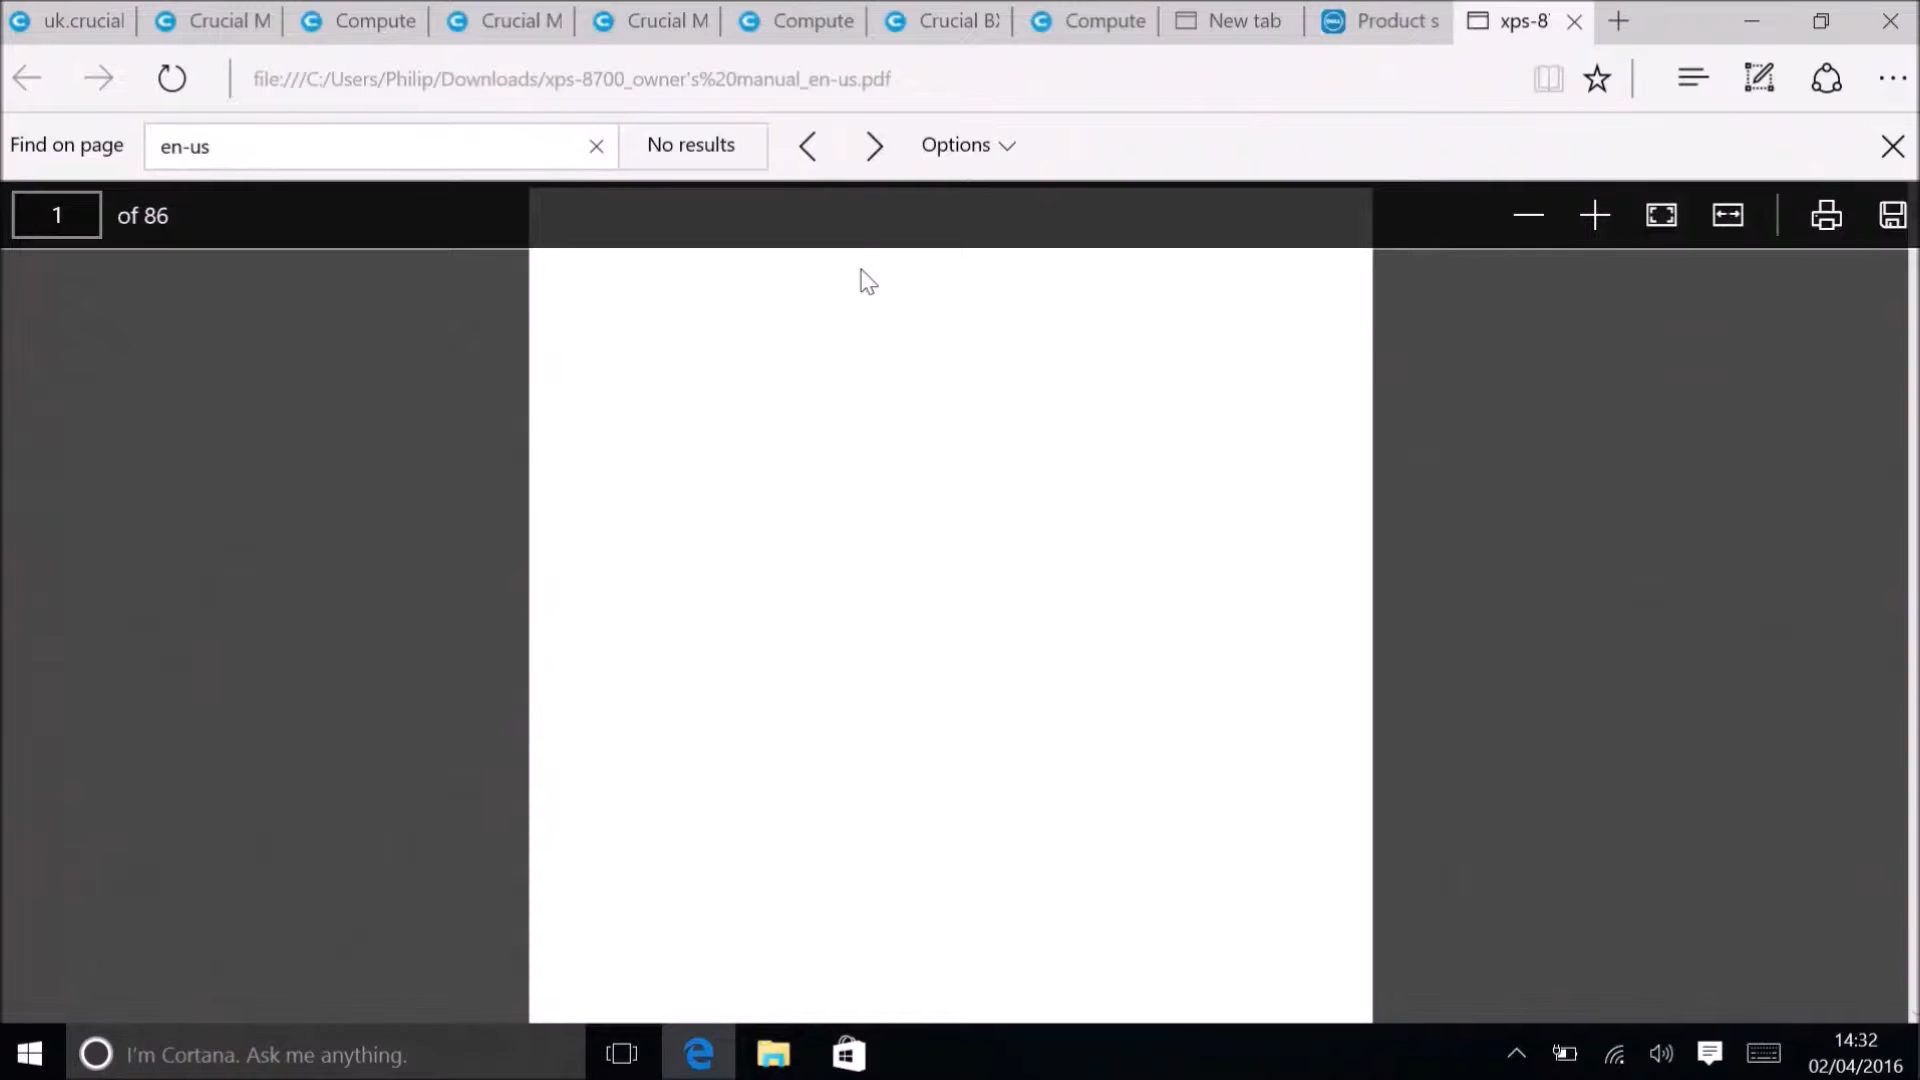 uk.crucial Crucial M Compute Crucial M Crucial M Compute Crucial BX Compute New tab Product s xps-8
file:///C:/Users/Philip/Downloads/xps-8700_owner's%20manual_en-us.pdf
Find on page en-us No results Options
1 of 86
I'm Cortana. Ask me anything.
14:32
02/04/2016